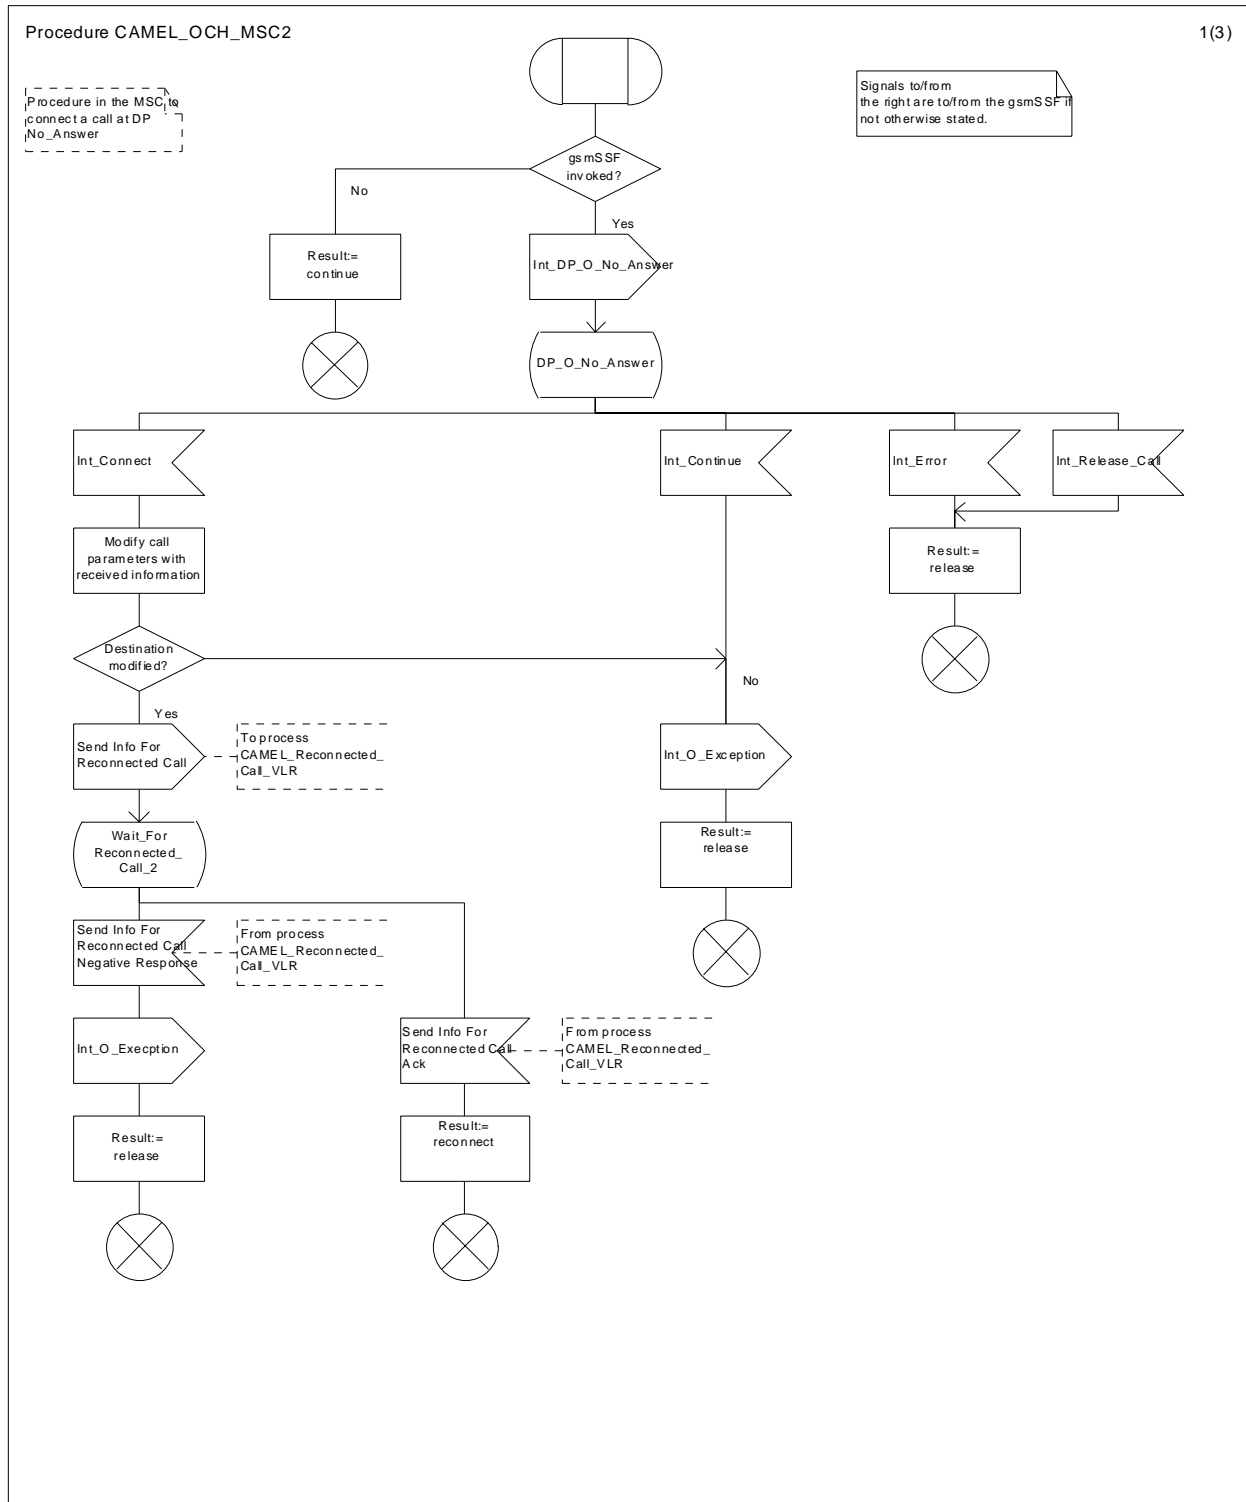 Procedure CAMEL_OCH_MSC2
1(3)
Procedure in the MSC to
connect a call at DP
No_Answer
Signals to/from
the right are to/from the gsmSSF if
not otherwise stated.
gsmSSF
invoked?
No
Yes
Result:=
continue
Int_DP_O_No_Answer
DP_O_No_Answer
Int_Connect
Int_Continue
Int_Error
Int_Release_Call
Modify call
parameters with
received information
Result:=
release
Destination
modified?
No
Yes
Send Info For
Reconnected Call
To process
CAMEL_Reconnected_
Call_VLR
Int_O_Exception
Wait_For
Reconnected_
Call_2
Result:=
release
Send Info For
Reconnected Call
Negative Response
From process
CAMEL_Reconnected_
Call_VLR
Int_O_Execption
Send Info For
Reconnected Call
Ack
From process
CAMEL_Reconnected_
Call_VLR
Result:=
release
Result:=
reconnect